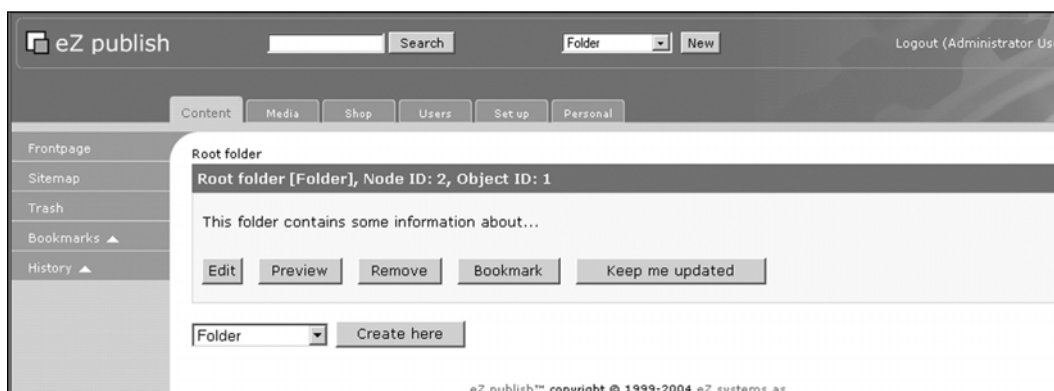 eZ publish Search Folder New Logout (Administrator Us
Content Media Shop Users Set up Personal
Frontpage
Sitemap
Trash
Bookmarks
History
Root folder
Root folder [Folder], Node ID: 2, Object ID: 1
This folder contains some information about...
Edit Preview Remove Bookmark Keep me updated
Folder Create here
eZ publish™ copyright © 1999-2004 eZ systems as